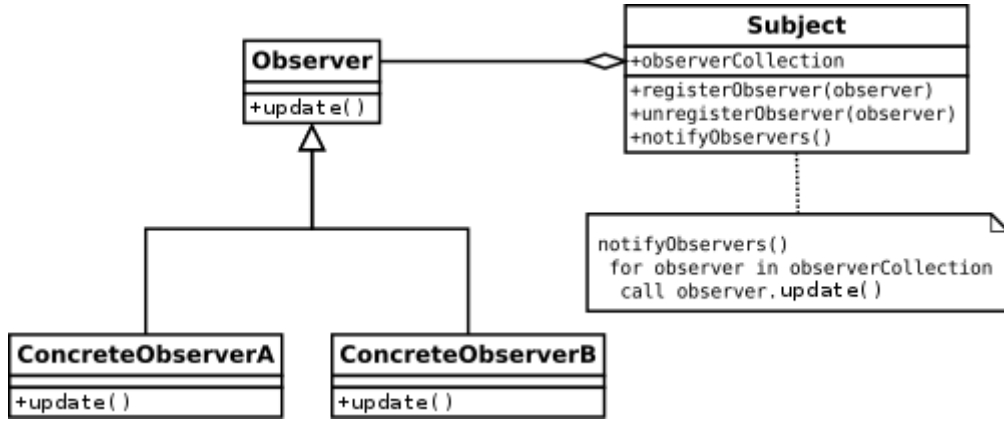 Observer
+update()
Subject
+observerCollection
+registerObserver(observer)
+unregisterObserver(observer)
+notifyObservers()
notifyObservers()
for observer in observerCollection
call observer.update()
ConcreteObserverA
+update()
ConcreteObserverB
+update()